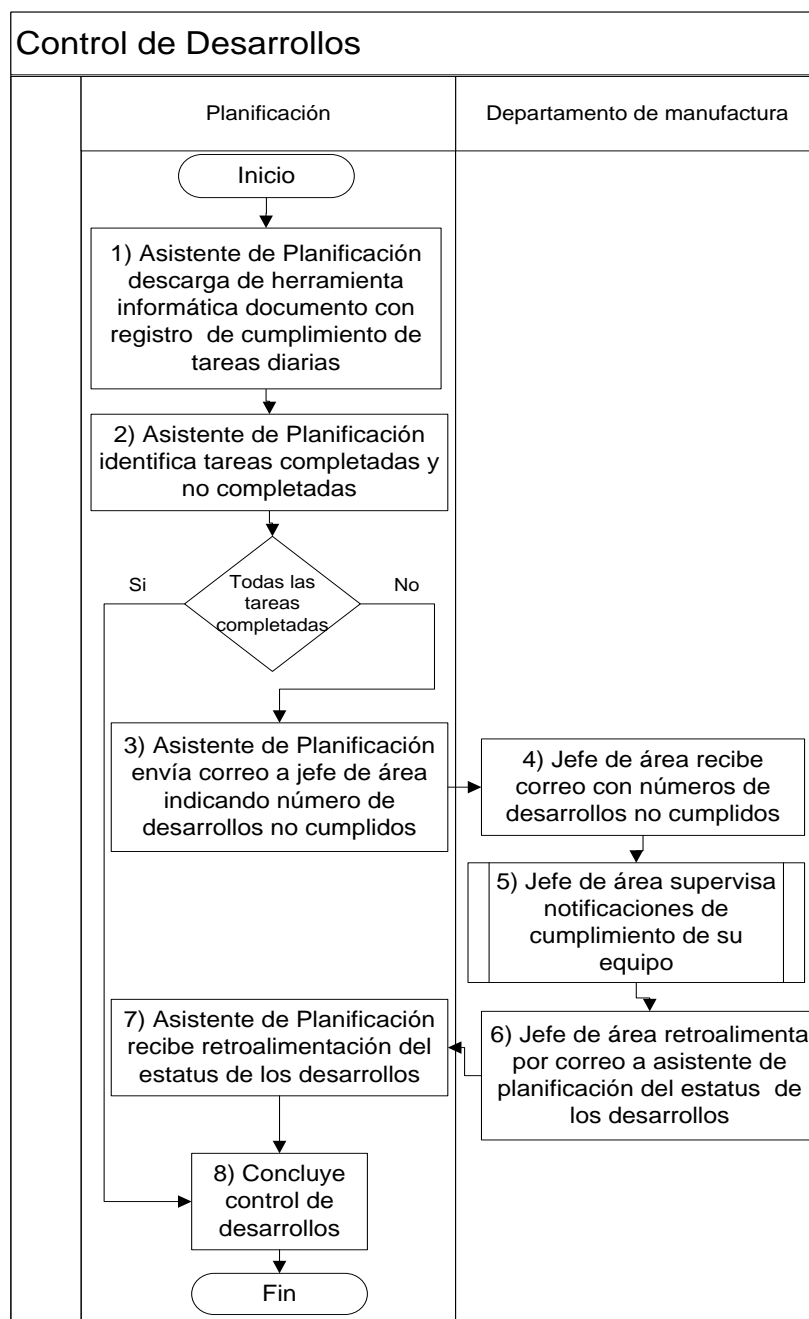 Control de Desarrollos
Planificación
Departamento de manufactura
Inicio
1) Asistente de Planificación
descarga de herramienta
informática documento con
registro de cumplimiento de
tareas diarias
2) Asistente de Planificación
identifica tareas completadas y
no completadas
Si
Todas las
tareas
completadas
No
3) Asistente de Planificación
envía correo a jefe de área
indicando número de
desarrollos no cumplidos
4) Jefe de área recibe
correo con números de
desarrollos no cumplidos
5) Jefe de área supervisa
notificaciones de
cumplimiento de su
equipo
6) Jefe de área retroalimenta
por correo a asistente de
planificación del estatus de
los desarrollos
7) Asistente de Planificación
recibe retroalimentación del
estatus de los desarrollos
8) Concluye
control de
desarrollos
Fin